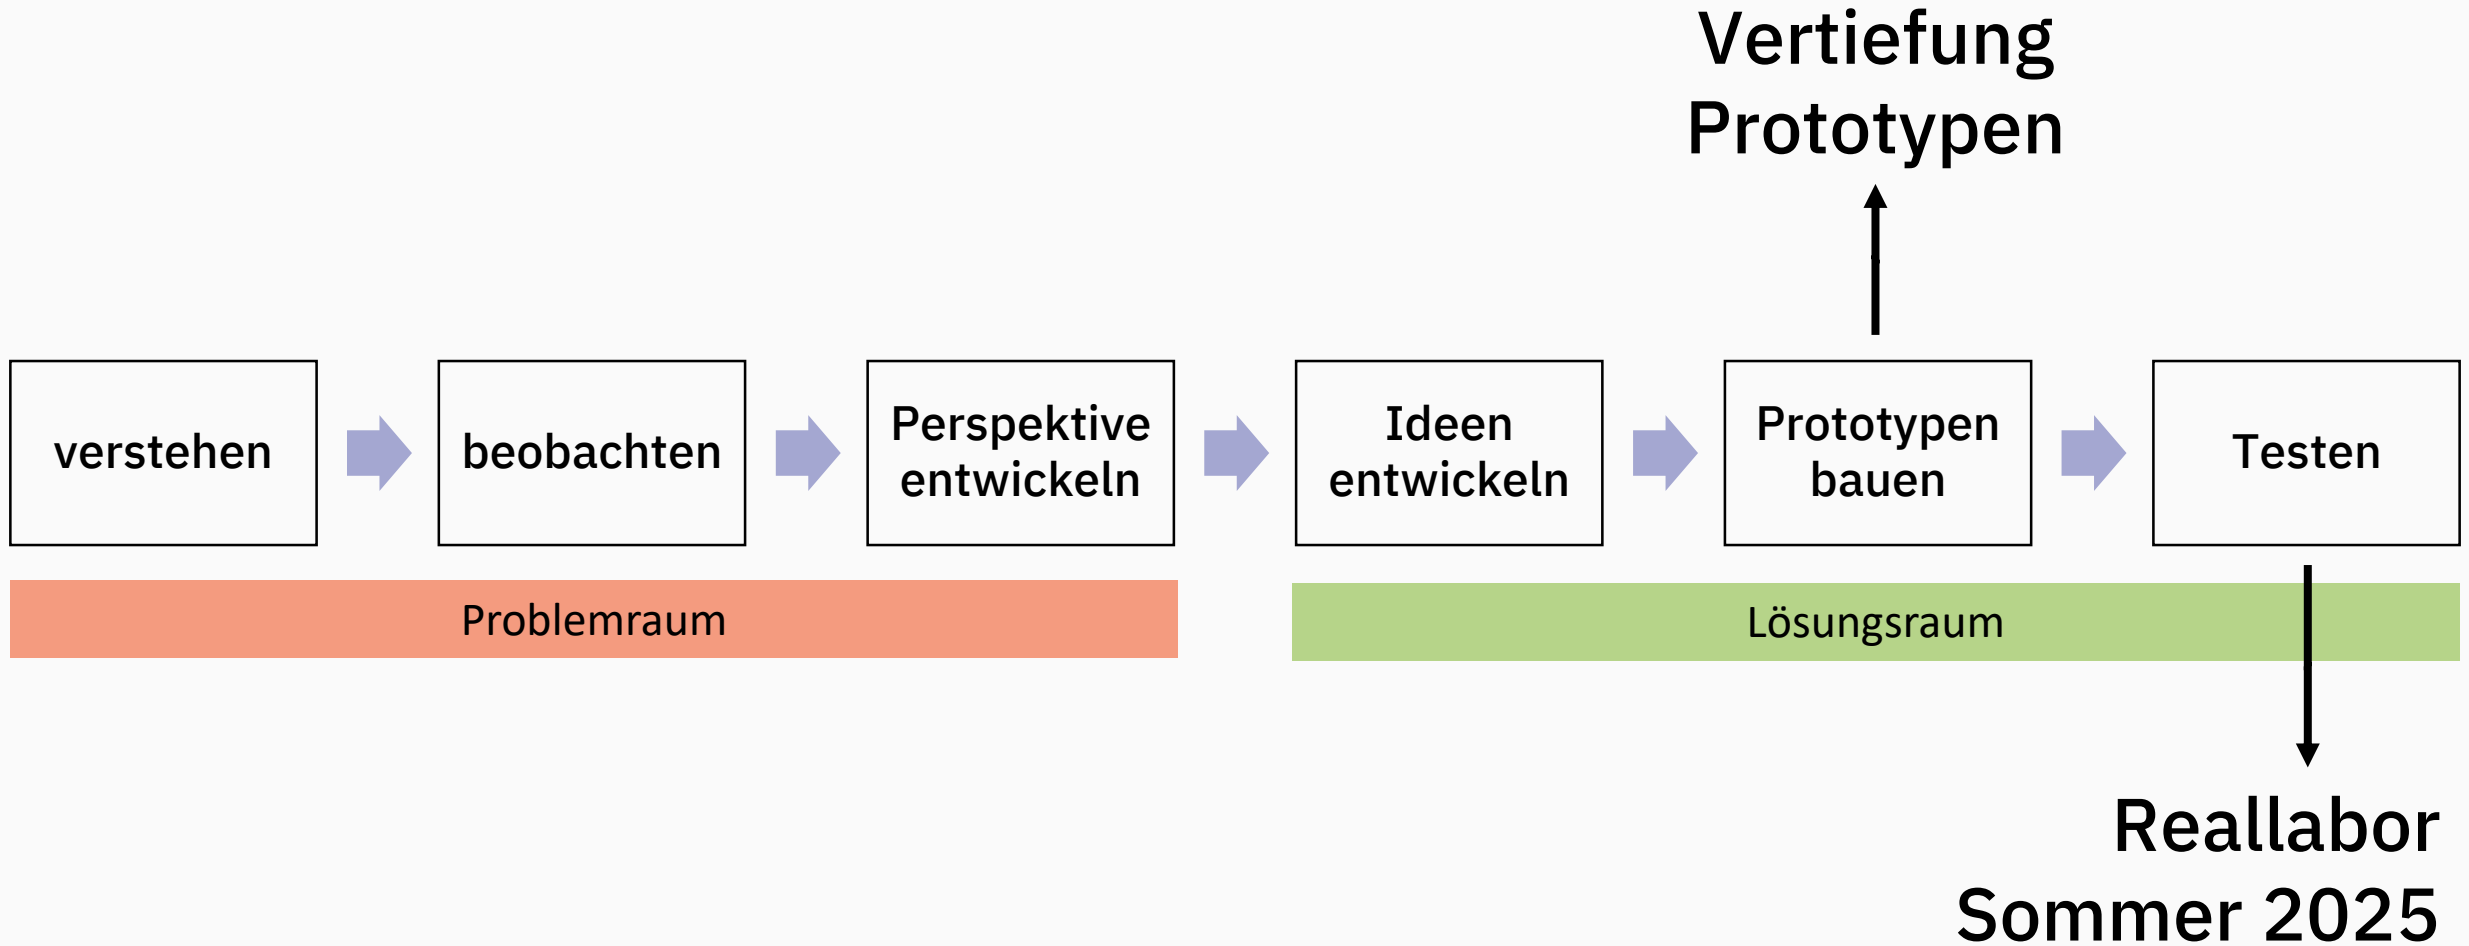 Vertiefung
Prototypen
verstehen
beobachten
Perspektive
entwickeln
Ideen
entwickeln
Prototypen
bauen
Testen
Problemraum
Lösungsraum
Reallabor
Sommer 2025